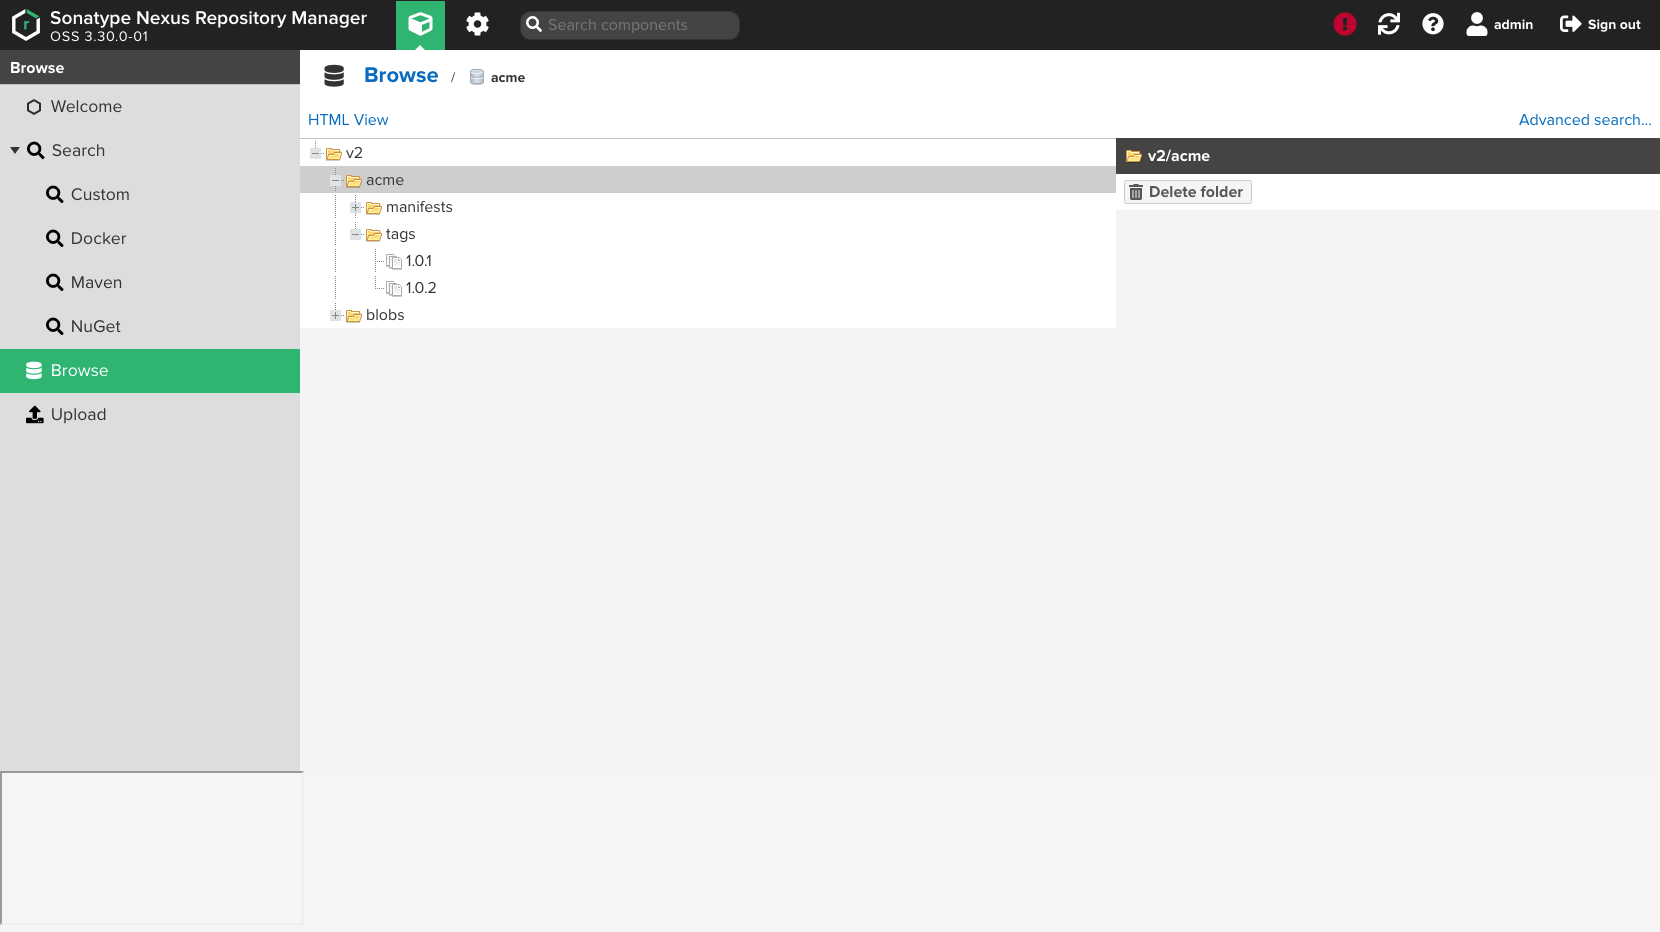 Sonatype Nexus Repository Manager
OSS 3.30.0-01
Search components
admin
Sign out
Browse
Welcome
Search
Custom
Docker
Maven
NuGet
Browse
Upload
Browse / acme
HTML View
Advanced search...
v2
acme
manifests
tags
1.0.1
1.0.2
blobs
v2/acme
Delete folder